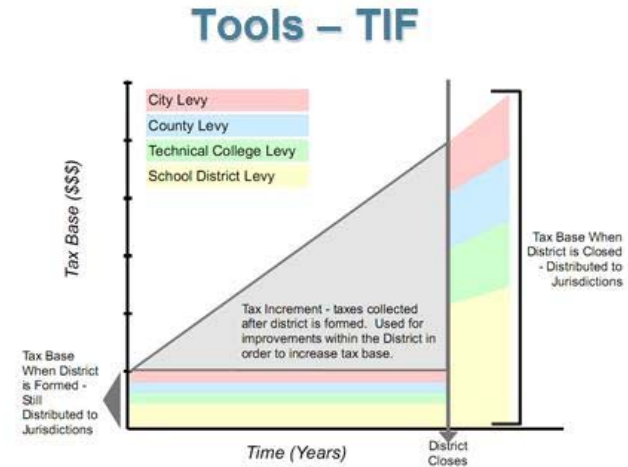 Tools – TIF
City Levy
County Levy
Technical College Levy
School District Levy
Tax Base ($$$)
Tax Increment - taxes collected
after district is formed. Used for
improvements within the District in
order to increase tax base.
Tax Base When
District is Closed
- Distributed to
Jurisdictions
Tax Base
When District
is Formed -
Still
Distributed to
Jurisdictions
Time (Years)
District
Closes